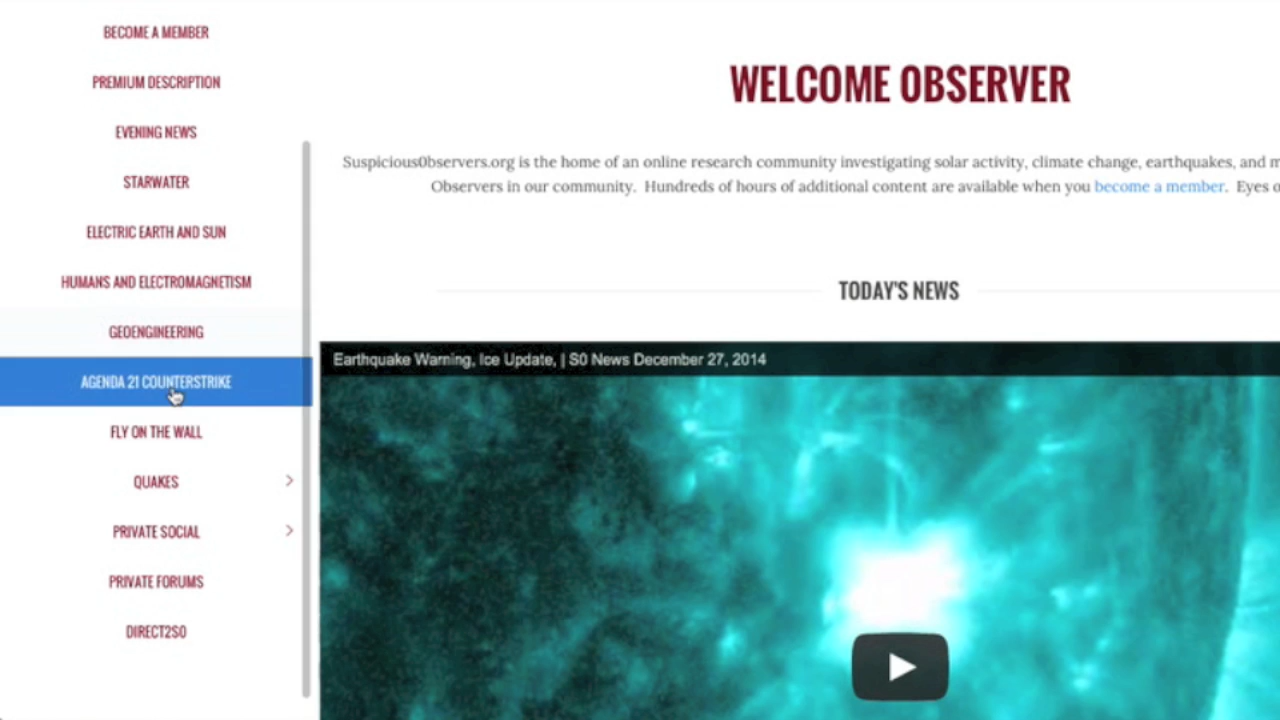 BECOME A MEMBER
PREMIUM DESCRIPTION
EVENING NEWS
STARWATER
ELECTRIC EARTH AND SUN
HUMANS AND ELECTROMAGNETISM
GEOENGINEERING
AGENDA 21 COUNTERSTRIKE
FLY ON THE WALL
QUAKES
PRIVATE SOCIAL
PRIVATE FORUMS
DIRECT2S0
WELCOME OBSERVER
Suspicious0bservers.org is the home of an online research community investigating solar activity, climate change, earthquakes, and
Observers in our community. Hundreds of hours of additional content are available when you become a member. Eyes
TODAY'S NEWS
Earthquake Warning, Ice Update, | S0 News December 27, 2014